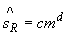 ŝ_R = cm^d